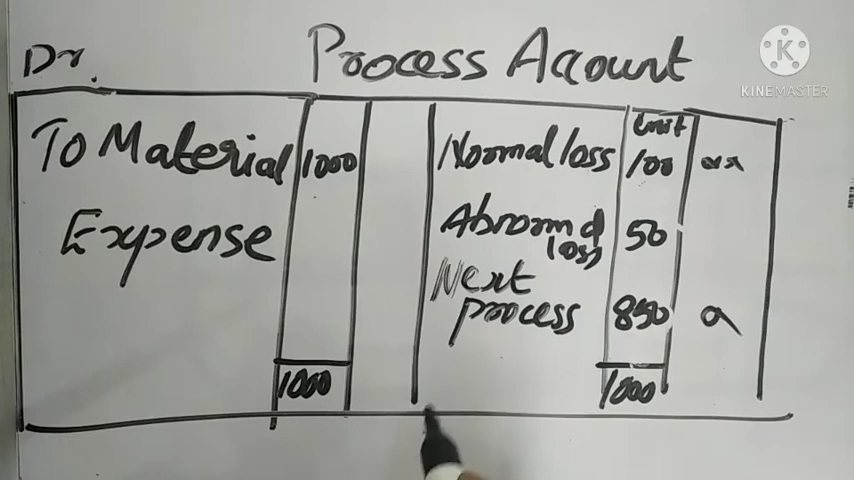 Dr. Process Account
K
KINEMASTER
unit
To Material 1000 Normal loss 100 xx
Expense Abnormal loss 50
Next process 850
1000 1000